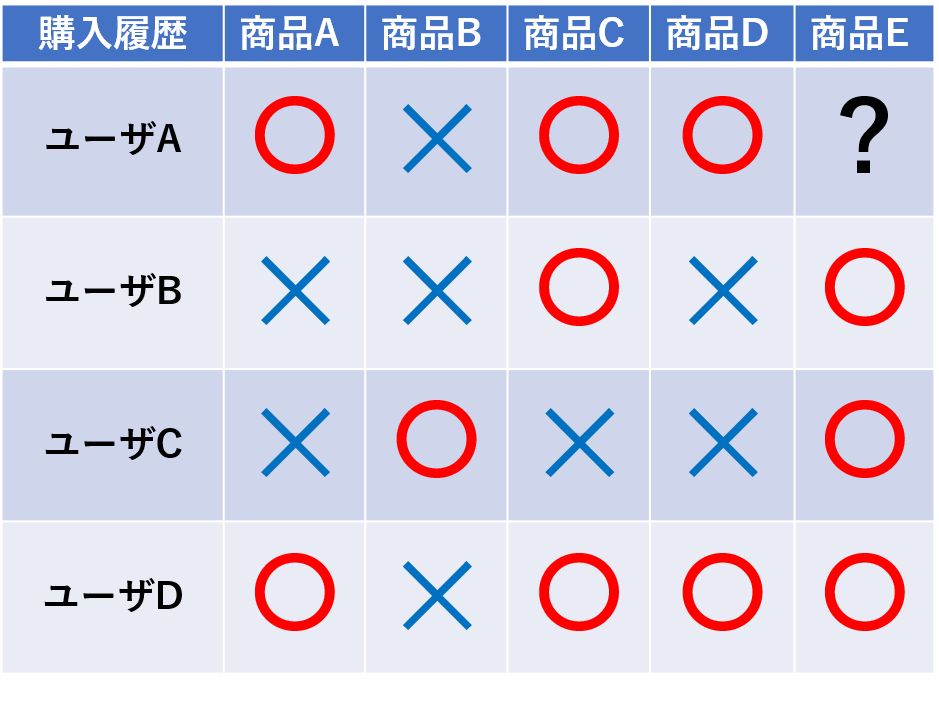 購入履歴 商品A 商品B 商品C 商品D 商品E
ユーザA ○ × ○ ○ ?
ユーザB × × ○ × ○
ユーザC × ○ × × ○
ユーザD ○ × ○ ○ ○